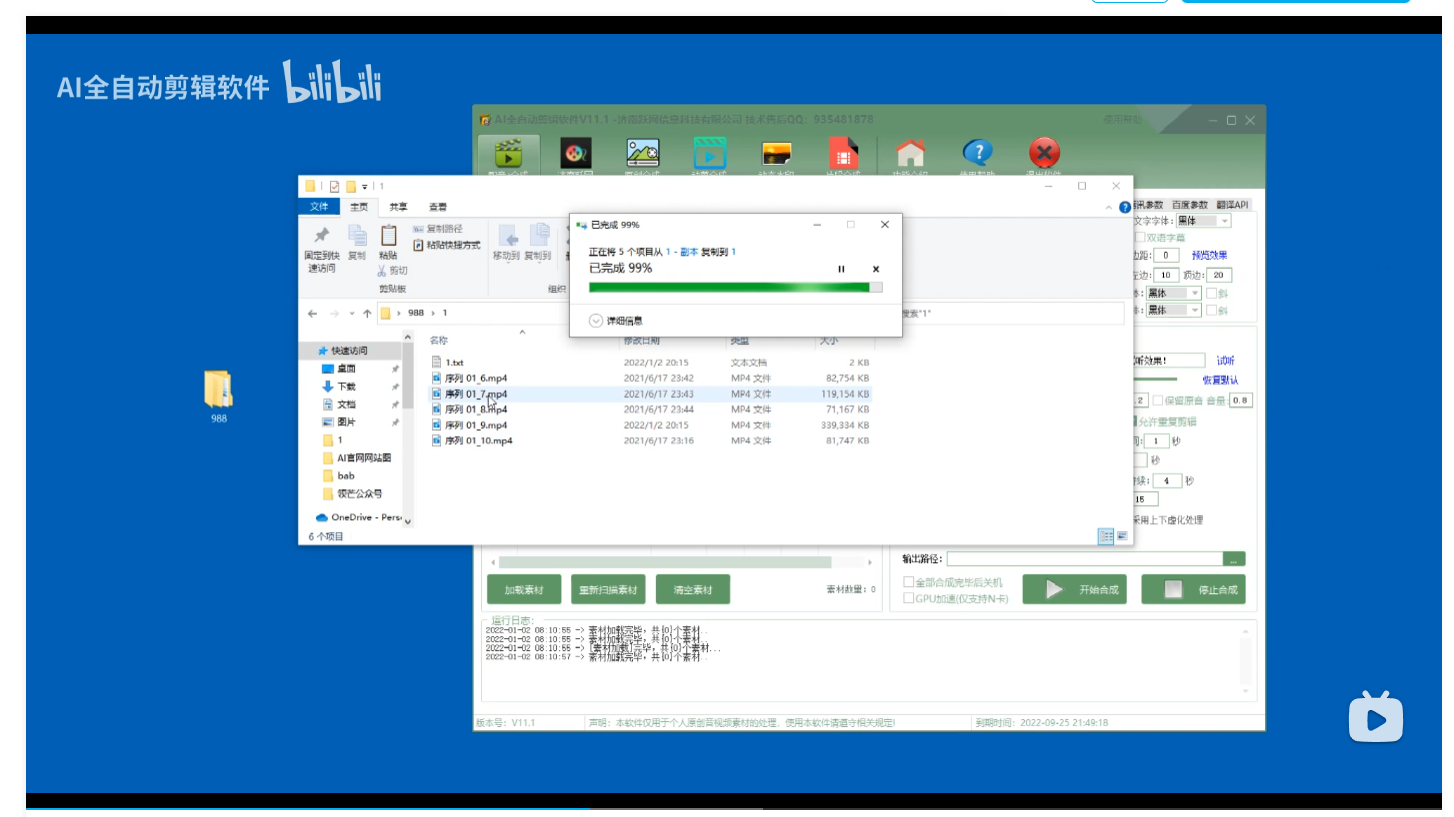 AI全自动剪辑软件 bilibili
AI全自动剪辑软件V11.1 -济南跃网信息科技有限公司 技术售后QQ: 935481878
1
文件 主页 共享 查看
固定到快速访问
复制
粘贴
复制路径
粘贴快捷方式
剪切
移动到 复制到
剪贴板
组织
已完成 99%
正在将 5 个项目从 1 - 副本 复制到 1
已完成 99%
详细信息
988 › 1
搜索"1"
名称 修改日期 类型 大小
1.txt 2022/1/2 20:15 文本文档 2 KB
序列 01_6.mp4 2021/6/17 23:42 MP4 文件 82,754 KB
序列 01_7.mp4 2021/6/17 23:43 MP4 文件 119,154 KB
序列 01_8.mp4 2021/6/17 23:44 MP4 文件 71,167 KB
序列 01_9.mp4 2022/1/2 20:15 MP4 文件 339,334 KB
序列 01_10.mp4 2021/6/17 23:16 MP4 文件 81,747 KB
快速访问
桌面
下载
文档
图片
1
AI官网网站图
bab
领芒公众号
OneDrive - Pers
6 个项目
988
讯参数 百度参数 翻译API
文字字体: 黑体
双语字幕
边距: 0 预览效果
左边: 10 顶边: 20
黑体 斜
黑体 斜
听效果! 试听
恢复默认
.2 保留原音 音量: 0.8
允许重复剪辑
1 秒
秒
持续: 4 秒
15
采用上下虚化处理
输出路径: ...
加载素材 重新扫描素材 清空素材 素材数量: 0
全部合成完毕后关机
GPU加速(仅支持N卡)
开始合成 停止合成
运行日志:
2022-01-02 08:10:55 -> 素材加载完毕,共[0]个素材..
2022-01-02 08:10:55 -> 素材加载完毕,共[0]个素材..
2022-01-02 08:10:55 -> [素材加载]完毕,共[0]个素材...
2022-01-02 08:10:57 -> 素材加载完毕,共[0]个素材..
版本号: V11.1 声明: 本软件仅用于个人原创音视频素材的处理, 使用本软件请遵守相关规定! 到期时间: 2022-09-25 21:49:18